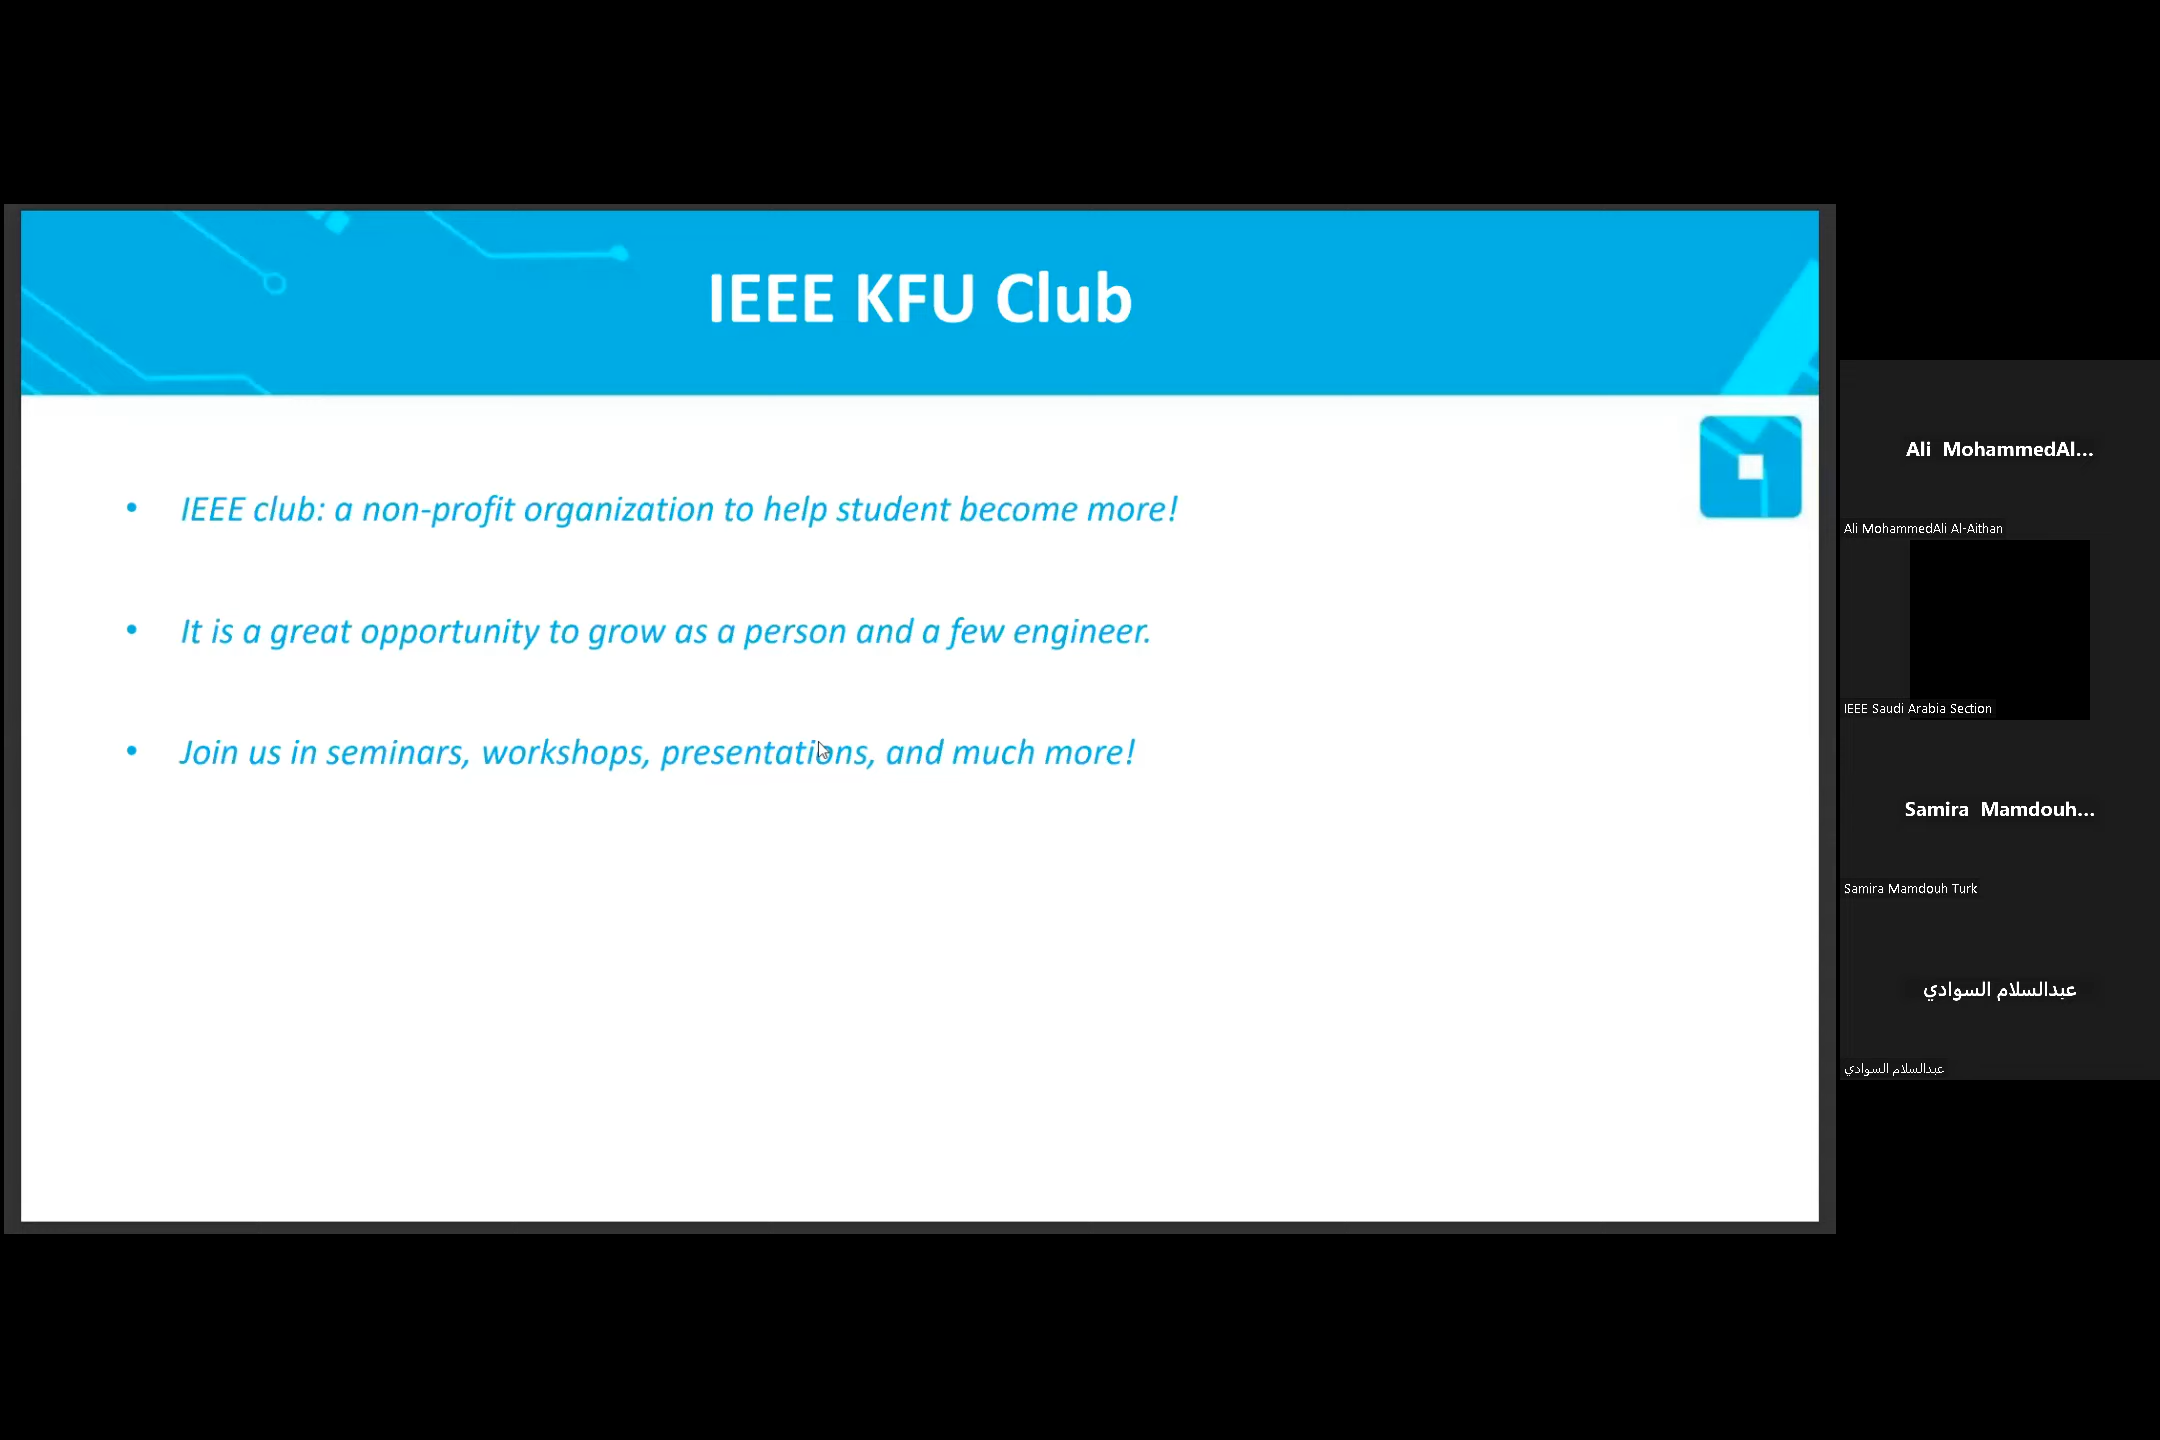 IEEE KFU Club
• IEEE club: a non-profit organization to help student become more!
• It is a great opportunity to grow as a person and a few engineer.
• Join us in seminars, workshops, presentations, and much more!
Ali MohammedAl...
Ali MohammedAli Al-Aithan
IEEE Saudi Arabia Section
Samira Mamdouh...
Samira Mamdouh Turk
عبدالسلام السوادي
عبدالسلام السوادي